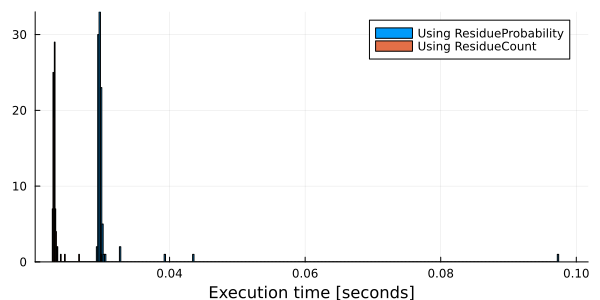 30
20
10
0
Using ResidueProbability
Using ResidueCount
0.04
0.06
0.08
0.10
Execution time [seconds]